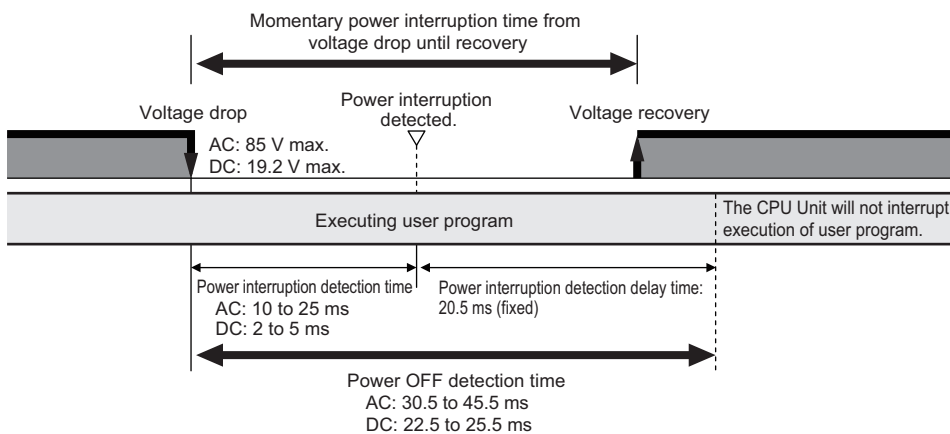 Momentary power interruption time from
voltage drop until recovery
Voltage drop
Power interruption
detected.
Voltage recovery
AC: 85 V max.
DC: 19.2 V max.
Executing user program
The CPU Unit will not interrupt
execution of user program.
Power interruption detection time
AC: 10 to 25 ms
DC: 2 to 5 ms
Power interruption detection delay time:
20.5 ms (fixed)
Power OFF detection time
AC: 30.5 to 45.5 ms
DC: 22.5 to 25.5 ms